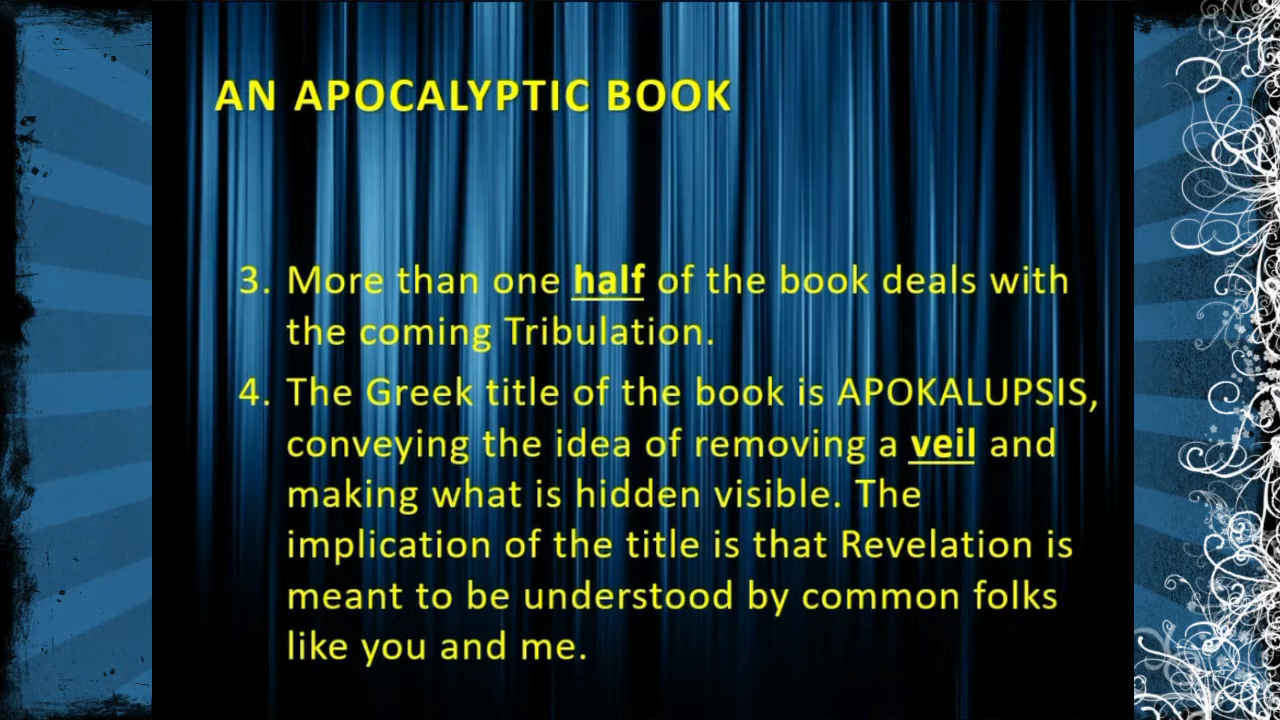 AN APOCALYPTIC BOOK
3. More than one half of the book deals with
the coming Tribulation.
4. The Greek title of the book is APOKALUPSIS,
conveying the idea of removing a veil and
making what is hidden visible. The
implication of the title is that Revelation is
meant to be understood by common folks
like you and me.